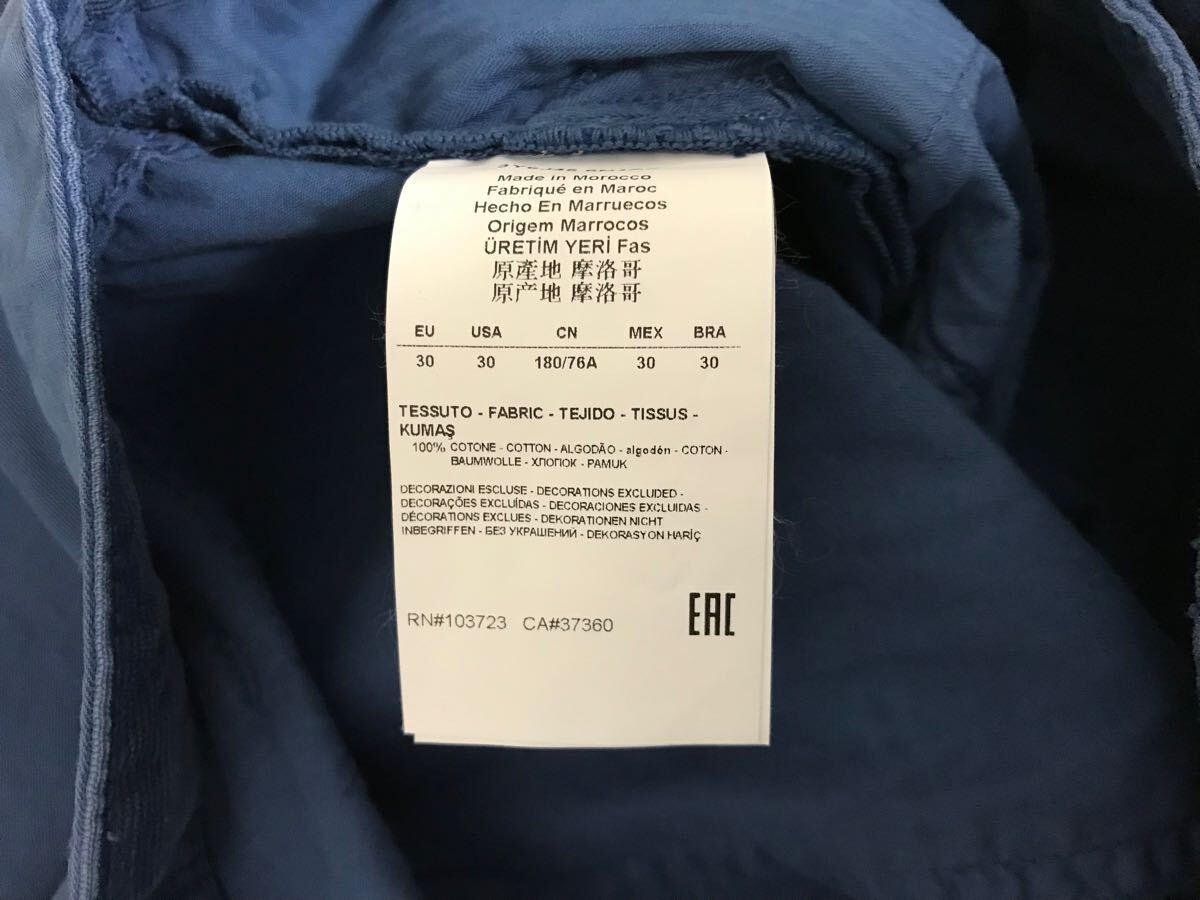 Made in Morocco
Fabriqué en Maroc
Hecho En Marruecos
Origem Marrocos
ÜRETİM YERİ Fas
原產地 摩洛哥
原产地 摩洛哥
EU USA CN MEX BRA
30 30 180/76A 30 30
TESSUTO - FABRIC - TEJIDO - TISSUS -
KUMAŞ
100% COTONE - COTTON - ALGODÃO - algodón - COTON -
BAUMWOLLE - ХЛОПОК - PAMUK
DECORAZIONI ESCLUSE - DECORATIONS EXCLUDED -
DECORAÇÕES EXCLUÍDAS - DECORACIONES EXCLUIDAS -
DÉCORATIONS EXCLUES - DEKORATIONEN NICHT
INBEGRIFFEN - БЕЗ УКРАШЕНИЙ - DEKORASYON HARİÇ
RN#103723 CA#37360
EAC